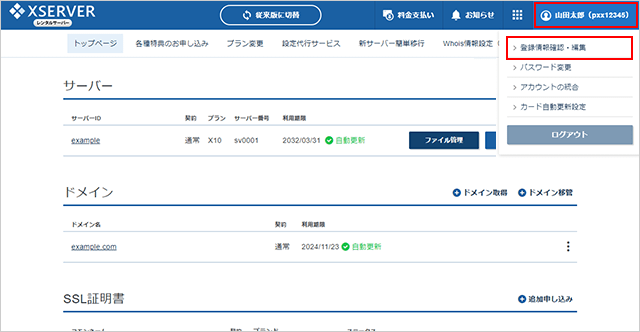 XSERVER
レンタルサーバー
従来版に切替
料金支払い
お知らせ
山田太郎（pxx12345）
トップページ 各種特典のお申し込み プラン変更 設定代行サービス 新サーバー簡単移行 Whois情報設定
> 登録情報確認・編集
> パスワード変更
> アカウントの統合
> カード自動更新設定
ログアウト
サーバー
サーバーID 契約 プラン サーバー番号 利用期限
example 通常 X10 sv0001 2032/03/31 自動更新 ファイル管理
ドメイン
ドメイン取得 ドメイン移管
ドメイン名 契約 利用期限
example.com 通常 2024/11/23 自動更新
SSL証明書
追加申し込み